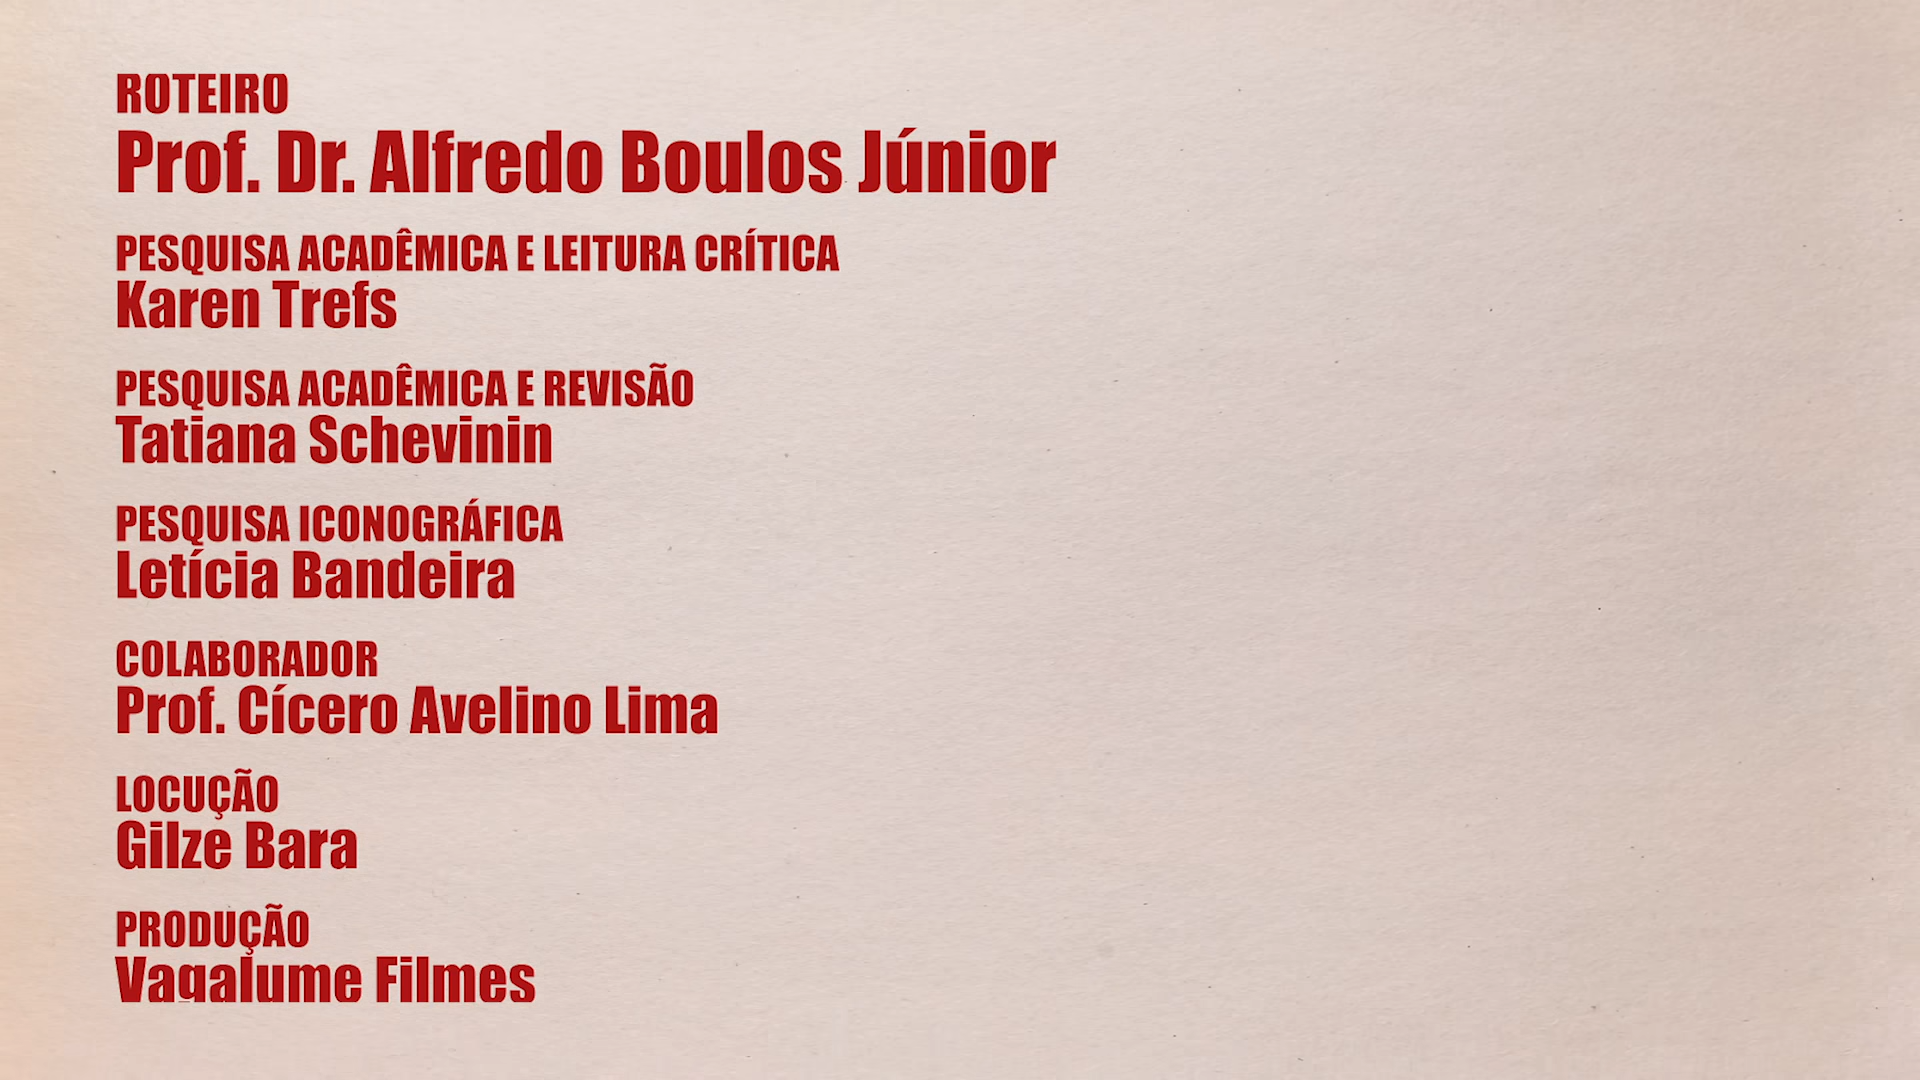 ROTEIRO
Prof. Dr. Alfredo Boulos Júnior
PESQUISA ACADÊMICA E LEITURA CRÍTICA
Karen Trefs
PESQUISA ACADÊMICA E REVISÃO
Tatiana Schevinin
PESQUISA ICONOGRÁFICA
Letícia Bandeira
COLABORADOR
Prof. Cícero Avelino Lima
LOCUÇÃO
Gilze Bara
PRODUÇÃO
Vagalume Filmes